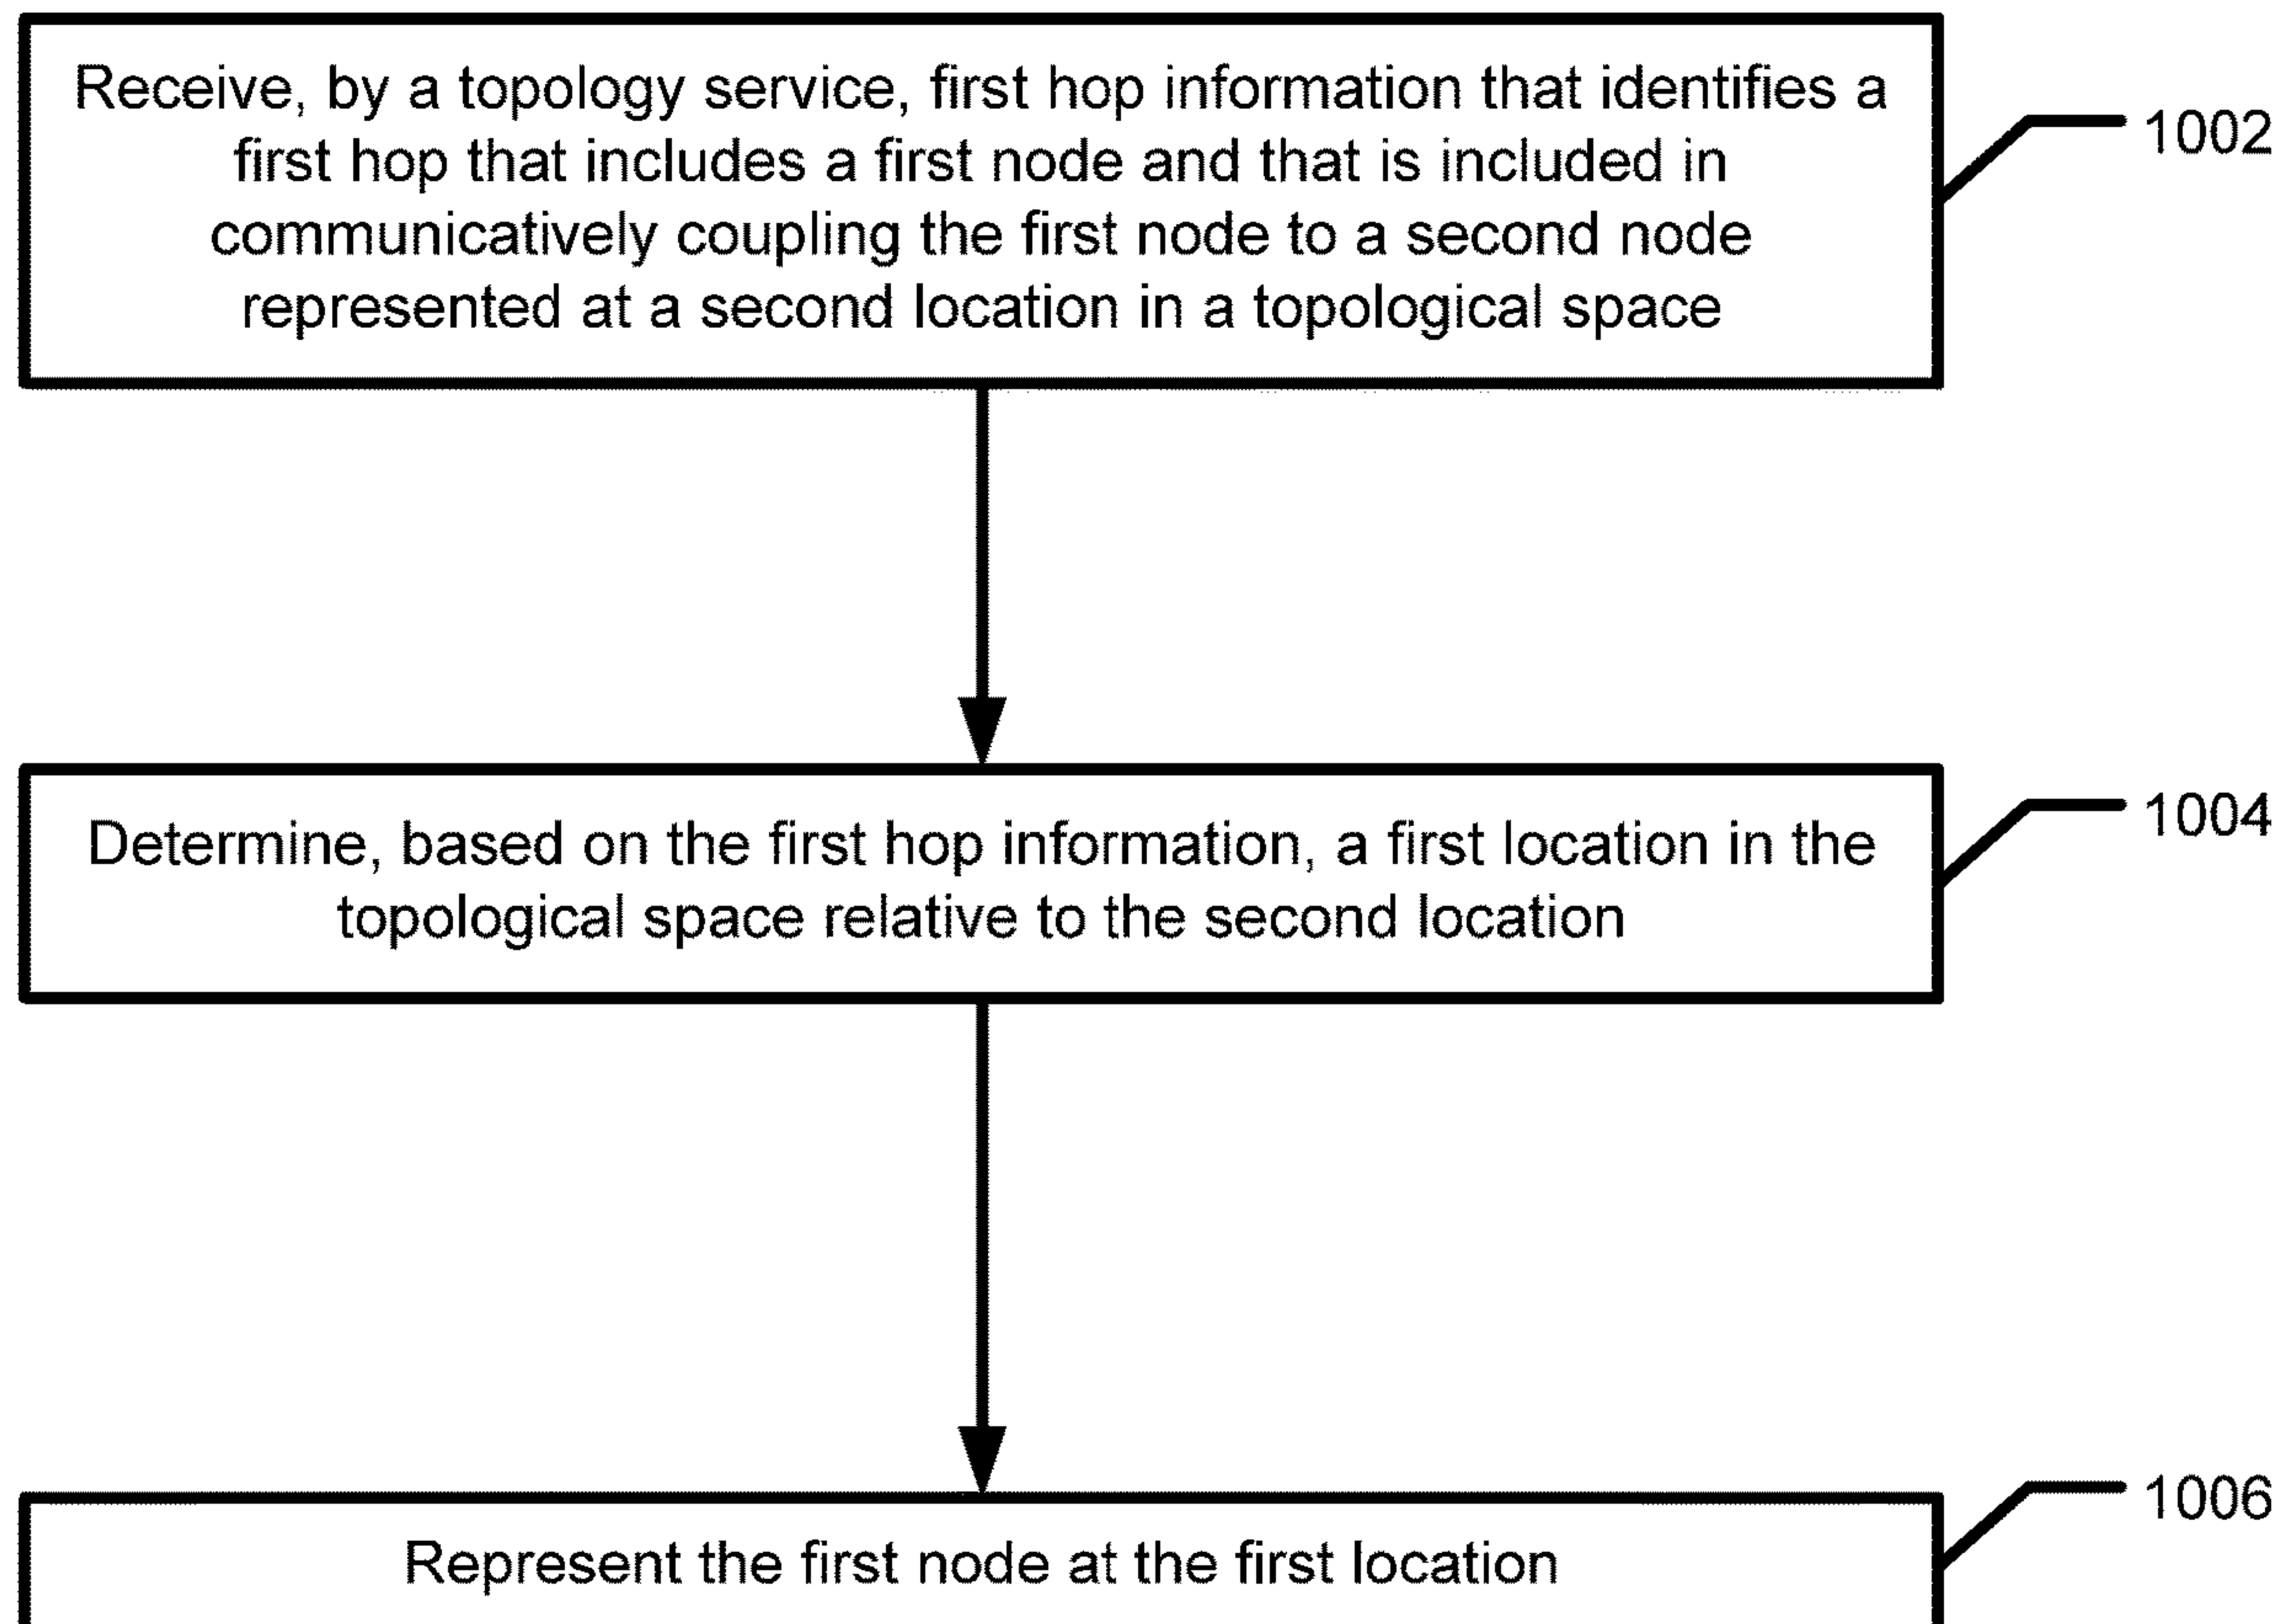 Receive, by a topology service, first hop information that identifies a
first hop that includes a first node and that is included in
communicatively coupling the first node to a second node
represented at a second location in a topological space
1002
Determine, based on the first hop information, a first location in the
topological space relative to the second location
1004
Represent the first node at the first location
1006